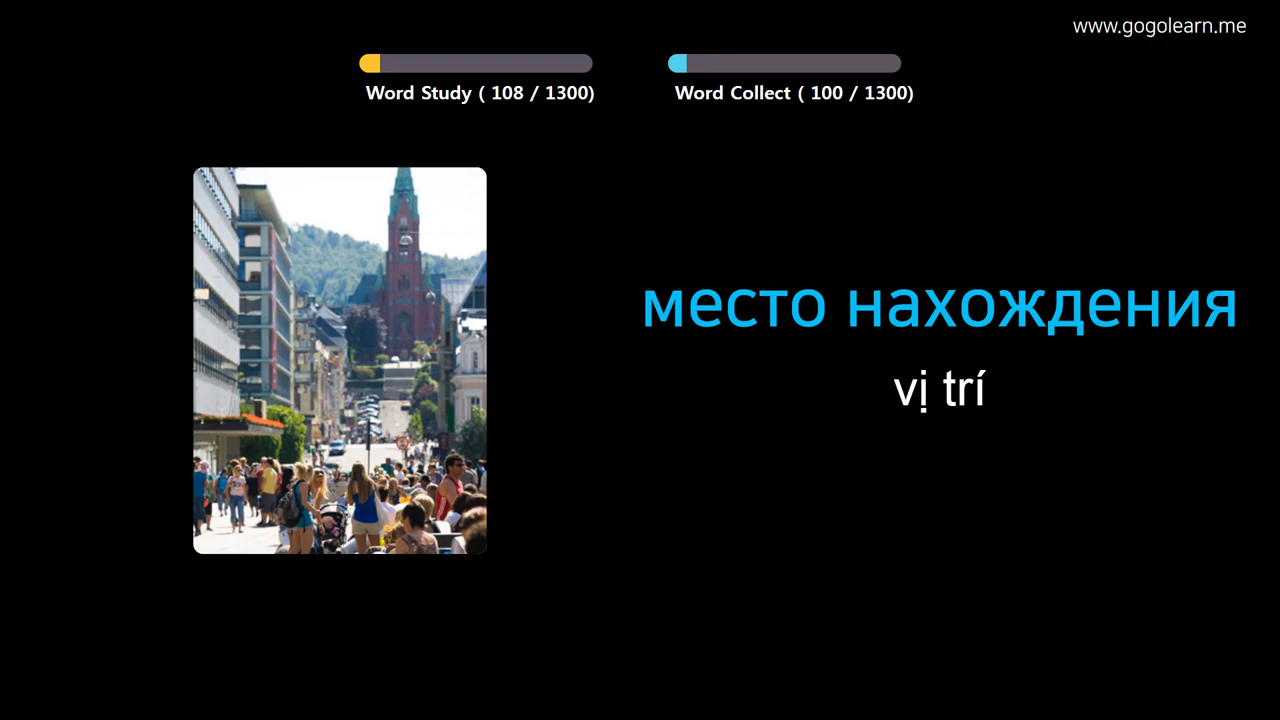 www.gogolearn.me
Word Study ( 108 / 1300)
Word Collect ( 100 / 1300)
место нахождения
vị trí